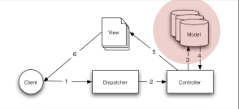 View
Model
6
5
3
4
Client
1
Dispatcher
2
Controller